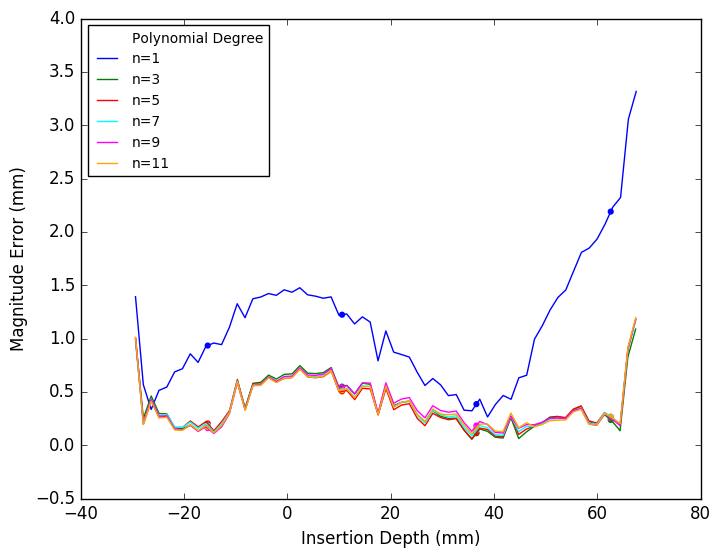 4.0
3.5
3.0
2.5
2.0
1.5
1.0
0.5
0.0
−0.5
Magnitude Error (mm)
Polynomial Degree
n=1
n=3
n=5
n=7
n=9
n=11
−40 −20 0 20 40 60 80
Insertion Depth (mm)